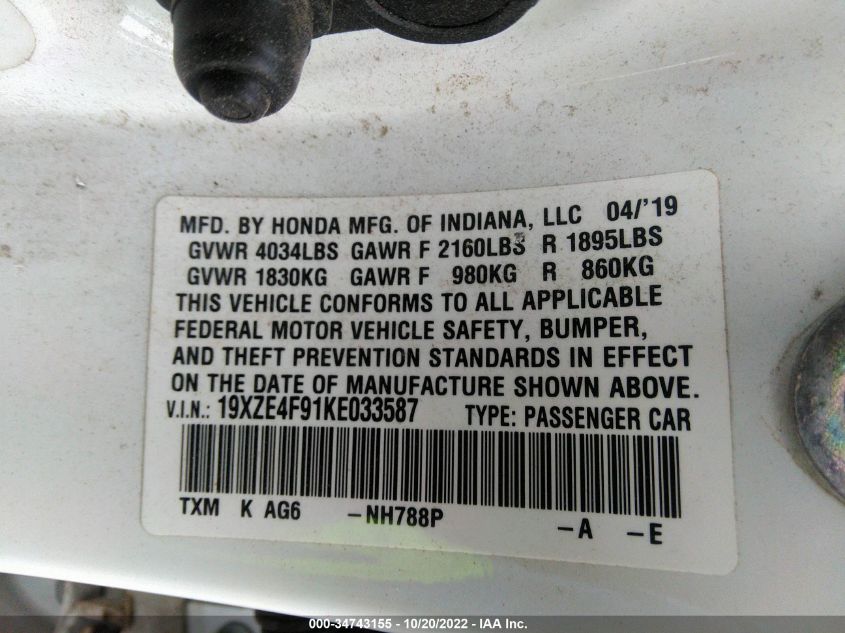 MFD. BY HONDA MFG. OF INDIANA, LLC 04/'19
GVWR 4034LBS GAWR F 2160LBS R 1895LBS
GVWR 1830KG GAWR F 980KG R 860KG
THIS VEHICLE CONFORMS TO ALL APPLICABLE
FEDERAL MOTOR VEHICLE SAFETY, BUMPER,
AND THEFT PREVENTION STANDARDS IN EFFECT
ON THE DATE OF MANUFACTURE SHOWN ABOVE.
V.I.N.: 19XZE4F91KE033587 TYPE: PASSENGER CAR
TXM K AG6 -NH788P -A -E
000-34743155 - 10/20/2022 - IAA Inc.